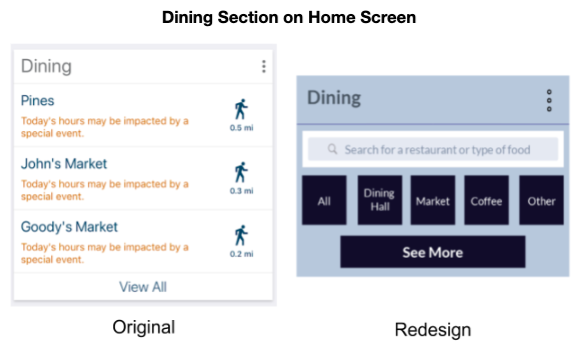 Dining Section on Home Screen
Dining
Pines
Today's hours may be impacted by a
special event.
0.5 mi
John's Market
Today's hours may be impacted by a
special event.
0.3 mi
Goody's Market
Today's hours may be impacted by a
special event.
0.2 mi
View All
Original
Dining
Search for a restaurant or type of food
All
Dining
Hall
Market
Coffee
Other
See More
Redesign